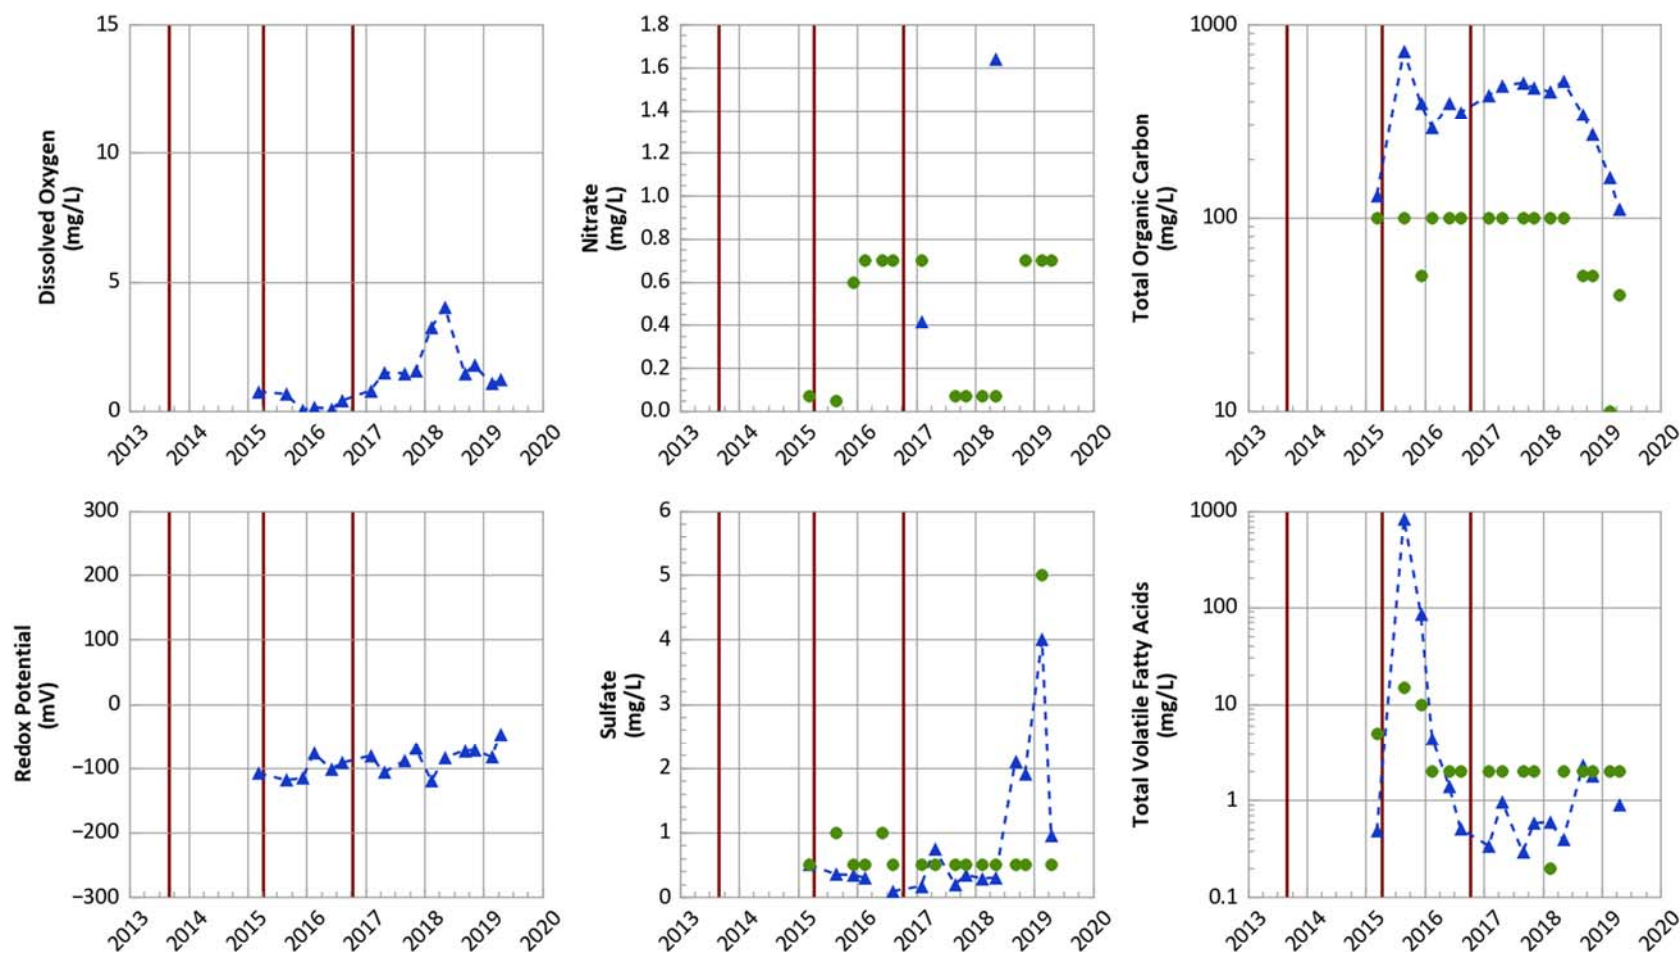 Dissolved Oxygen
(mg/L)
15
10
5
0
2013 2014 2015 2016 2017 2018 2019 2020
Nitrate
(mg/L)
1.8
1.6
1.4
1.2
1.0
0.8
0.6
0.4
0.2
0.0
2013 2014 2015 2016 2017 2018 2019 2020
Total Organic Carbon
(mg/L)
1000
100
10
2013 2014 2015 2016 2017 2018 2019 2020
Redox Potential
(mV)
300
200
100
0
−100
−200
−300
2013 2014 2015 2016 2017 2018 2019 2020
Sulfate
(mg/L)
6
5
4
3
2
1
0
2013 2014 2015 2016 2017 2018 2019 2020
Total Volatile Fatty Acids
(mg/L)
1000
100
10
1
0.1
2013 2014 2015 2016 2017 2018 2019 2020